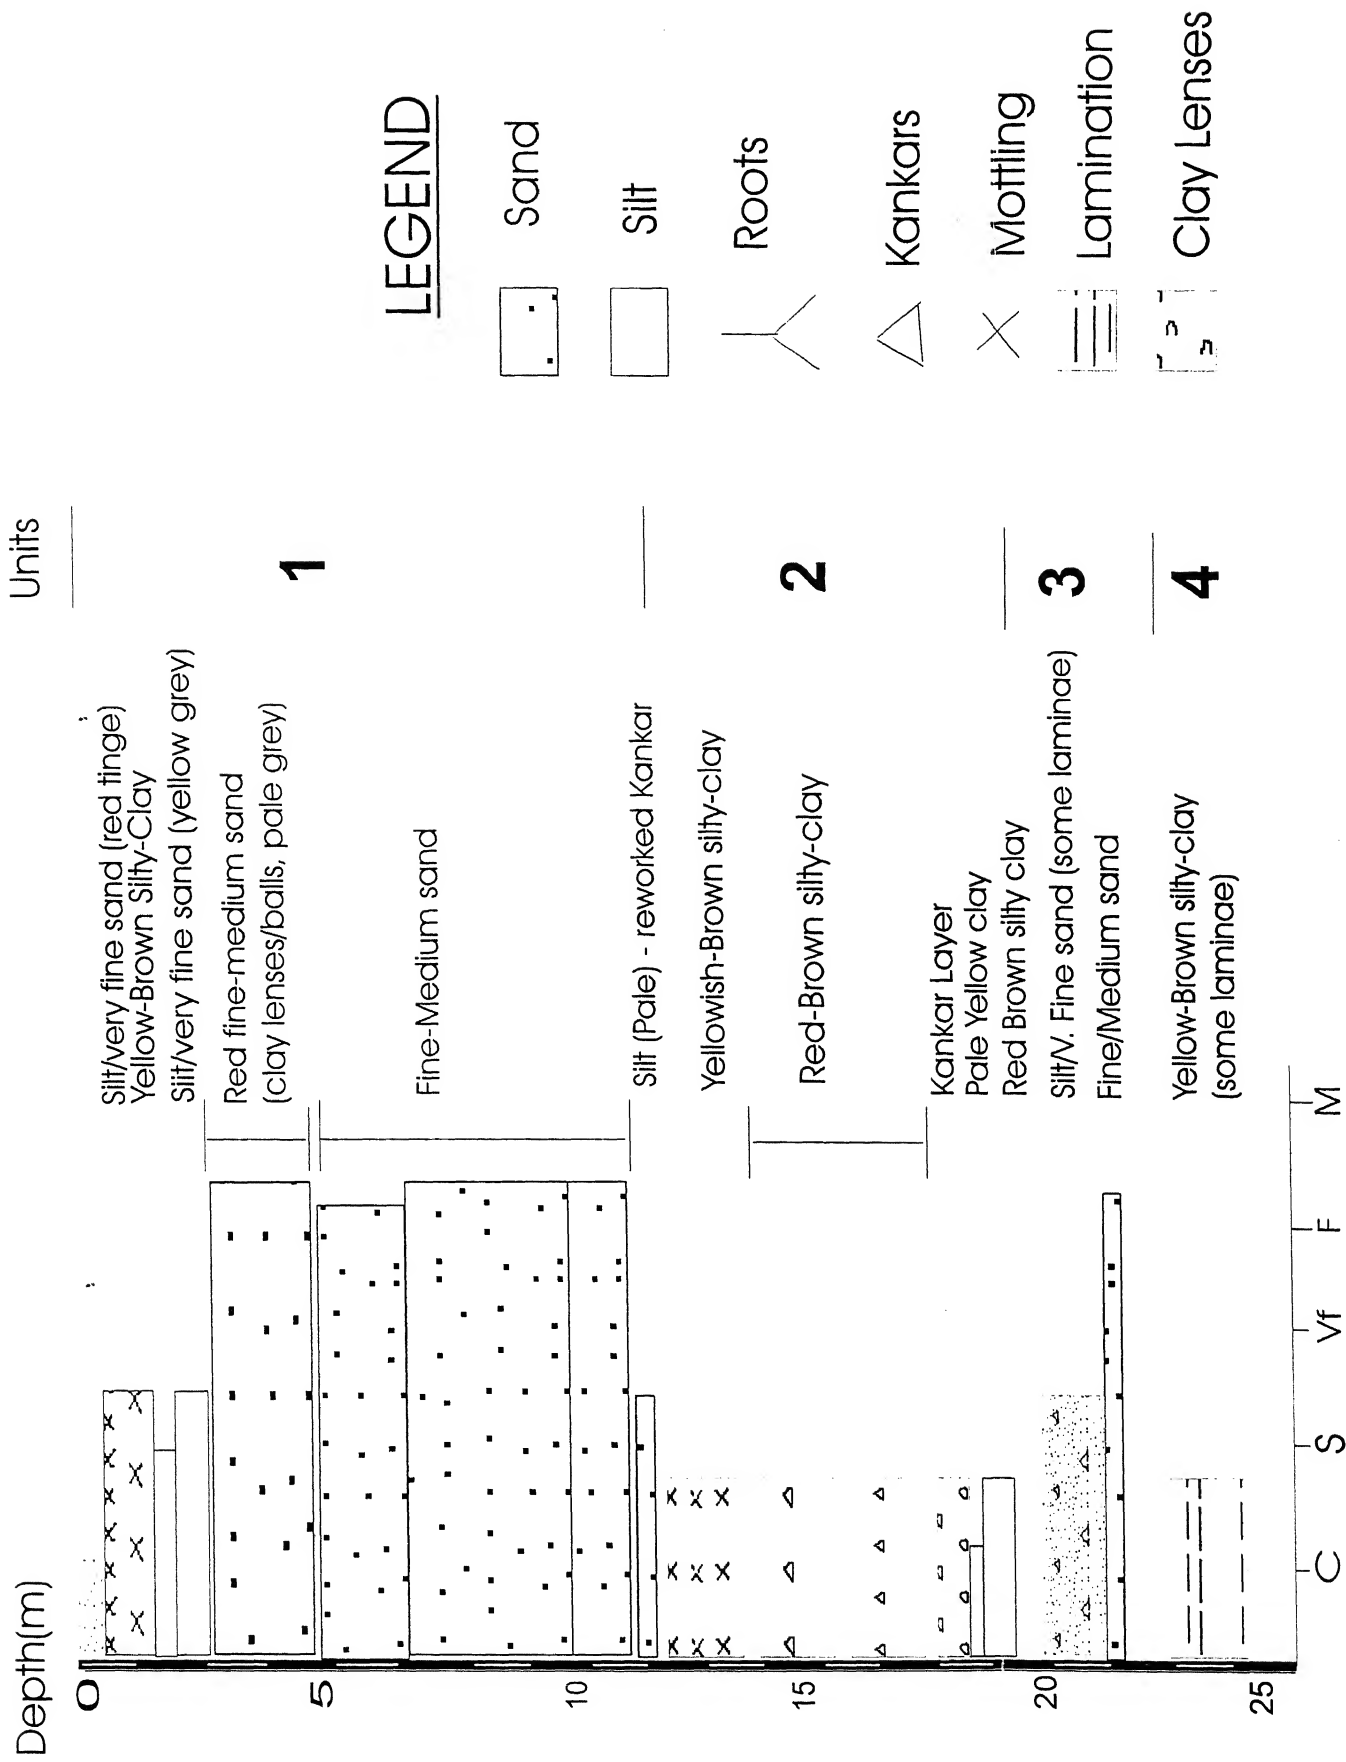 Depth(m)
Units
0
5
10
15
20
25
C
S
Vf
F
M
Silt/very fine sand (red tinge)
Yellow-Brown Silty-Clay
Silt/very fine sand (yellow grey)
Red fine-medium sand
(clay lenses/balls, pale grey)
Fine-Medium sand
Silt (Pale) - reworked Kankar
Yellowish-Brown silty-clay
Red-Brown silty-clay
Kankar Layer
Pale Yellow clay
Red Brown silty clay
Silt/V. Fine sand (some laminae)
Fine/Medium sand
Yellow-Brown silty-clay
(some laminae)
1
2
3
4
LEGEND
Sand
Silt
Roots
Kankars
Mottling
Lamination
Clay Lenses